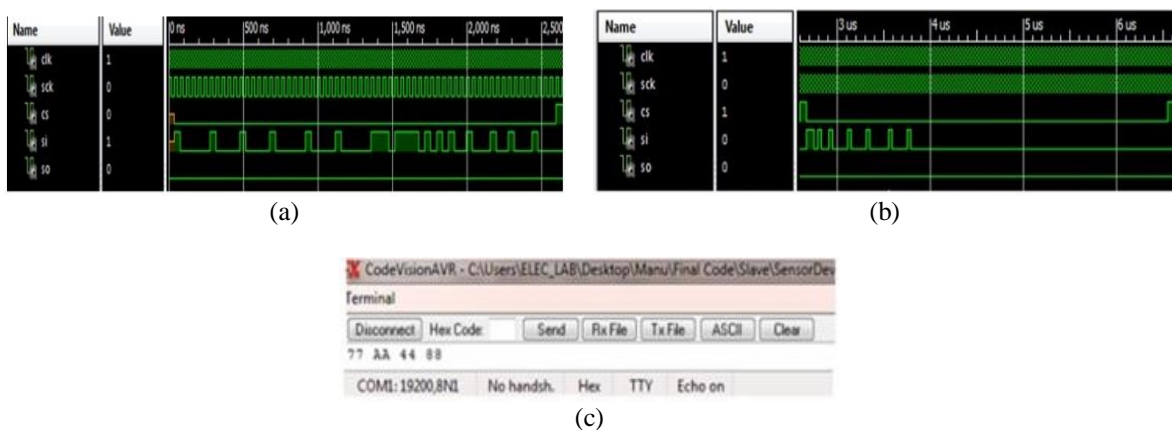 Name Value 0 ns 500 ns 1,000 ns 1,500 ns 2,000 ns 2,500
clk 1
sck 0
cs 0
si 1
so 0
(a)
Name Value 3 us 4 us 5 us 6 us
clk 1
sck 0
cs 1
si 0
so 0
(b)
CodeVisionAVR - C:\Users\ELEC_LAB\Desktop\Manu\Final Code\Slave\SensorDev
Terminal
Disconnect Hex Code: Send Rx File Tx File ASCII Clear
77 AA 44 88
COM1: 19200,8N1 No handsh. Hex TTY Echo on
(c)